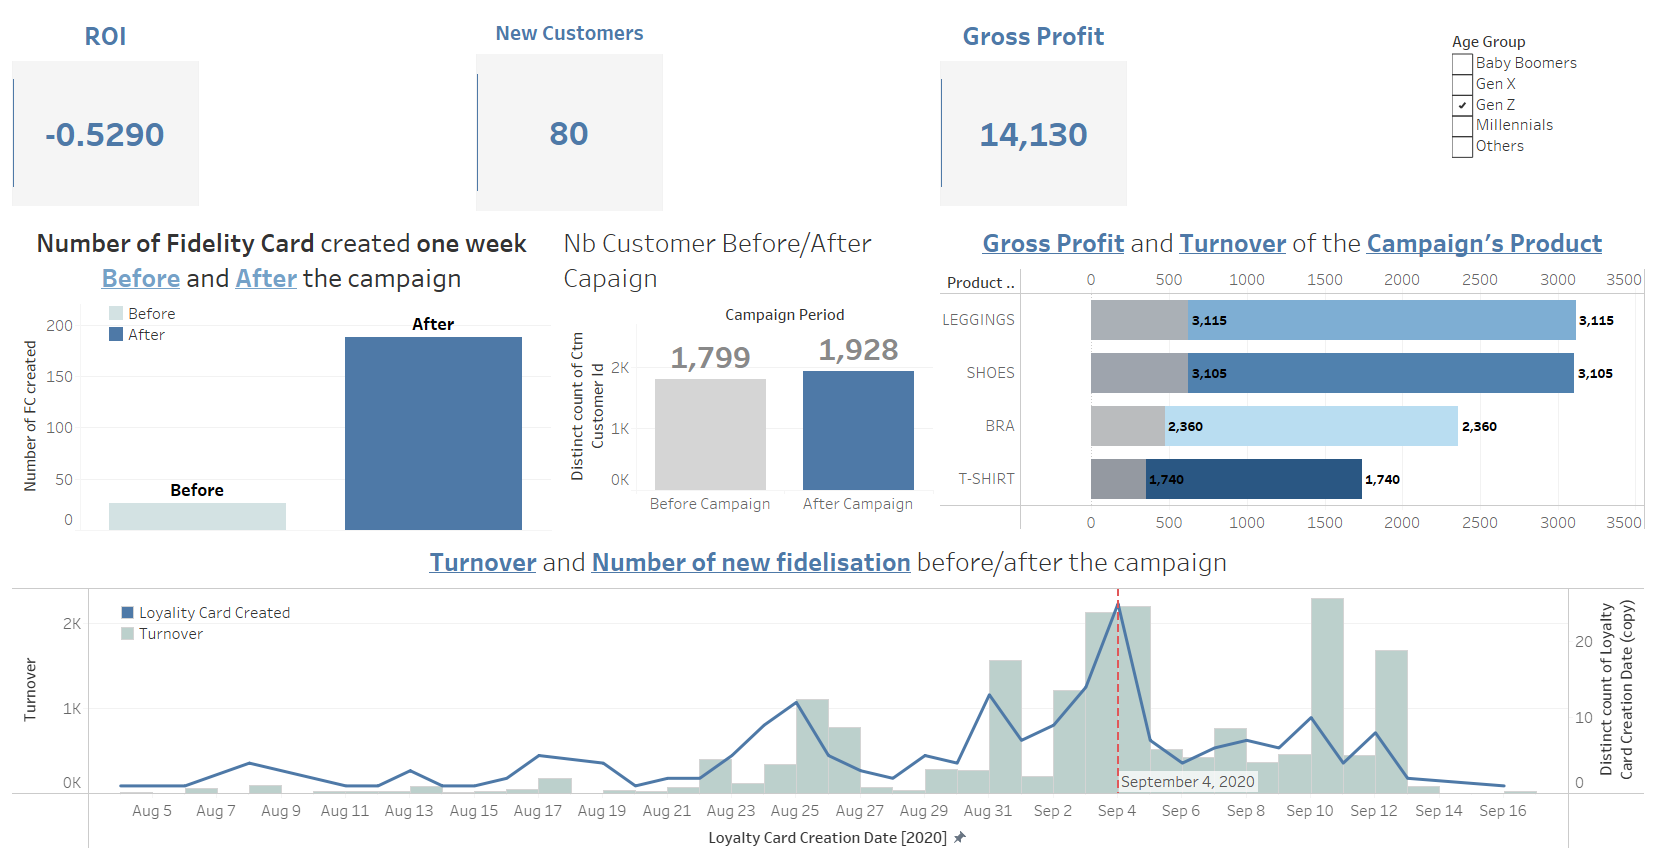 ROI
New Customers
Gross Profit
-0.5290
80
14,130
Age Group
Baby Boomers
Gen X
Gen Z
Millennials
Others
Number of Fidelity Card created one week
Before and After the campaign
Before
After
200
150
100
50
0
Number of FC created
Before
After
Nb Customer Before/After
Capaign
Campaign Period
1,799
1,928
2K
1K
0K
Distinct count of Ctm
Customer Id
Before Campaign
After Campaign
Gross Profit and Turnover of the Campaign's Product
Product ..
0 500 1000 1500 2000 2500 3000 3500
LEGGINGS 3,115 3,115
SHOES 3,105 3,105
BRA 2,360 2,360
T-SHIRT 1,740 1,740
0 500 1000 1500 2000 2500 3000 3500
Turnover and Number of new fidelisation before/after the campaign
Loyality Card Created
Turnover
2K
1K
0K
Turnover
20
10
0
Distinct count of Loyalty
Card Creation Date (copy)
September 4, 2020
Aug 5 Aug 7 Aug 9 Aug 11 Aug 13 Aug 15 Aug 17 Aug 19 Aug 21 Aug 23 Aug 25 Aug 27 Aug 29 Aug 31 Sep 2 Sep 4 Sep 6 Sep 8 Sep 10 Sep 12 Sep 14 Sep 16
Loyalty Card Creation Date [2020]